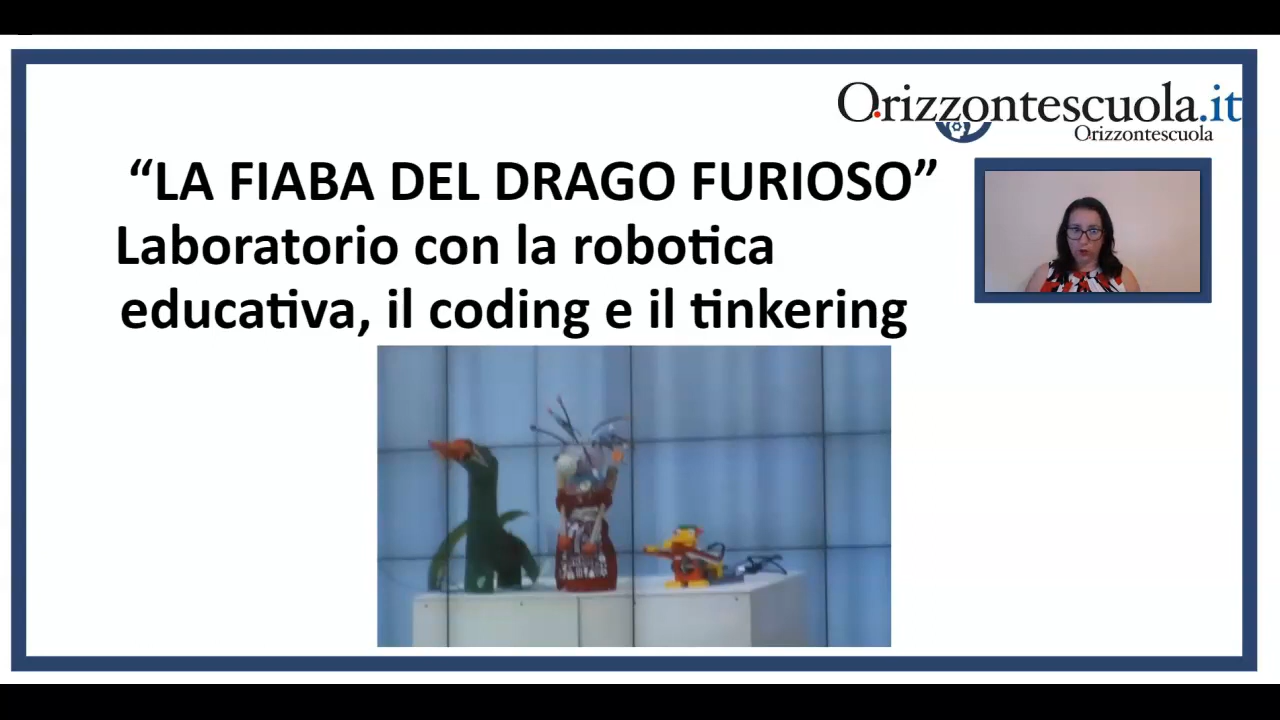 Orizzontescuola.it
Orizzontescuola
“LA FIABA DEL DRAGO FURIOSO”
Laboratorio con la robotica
educativa, il coding e il tinkering